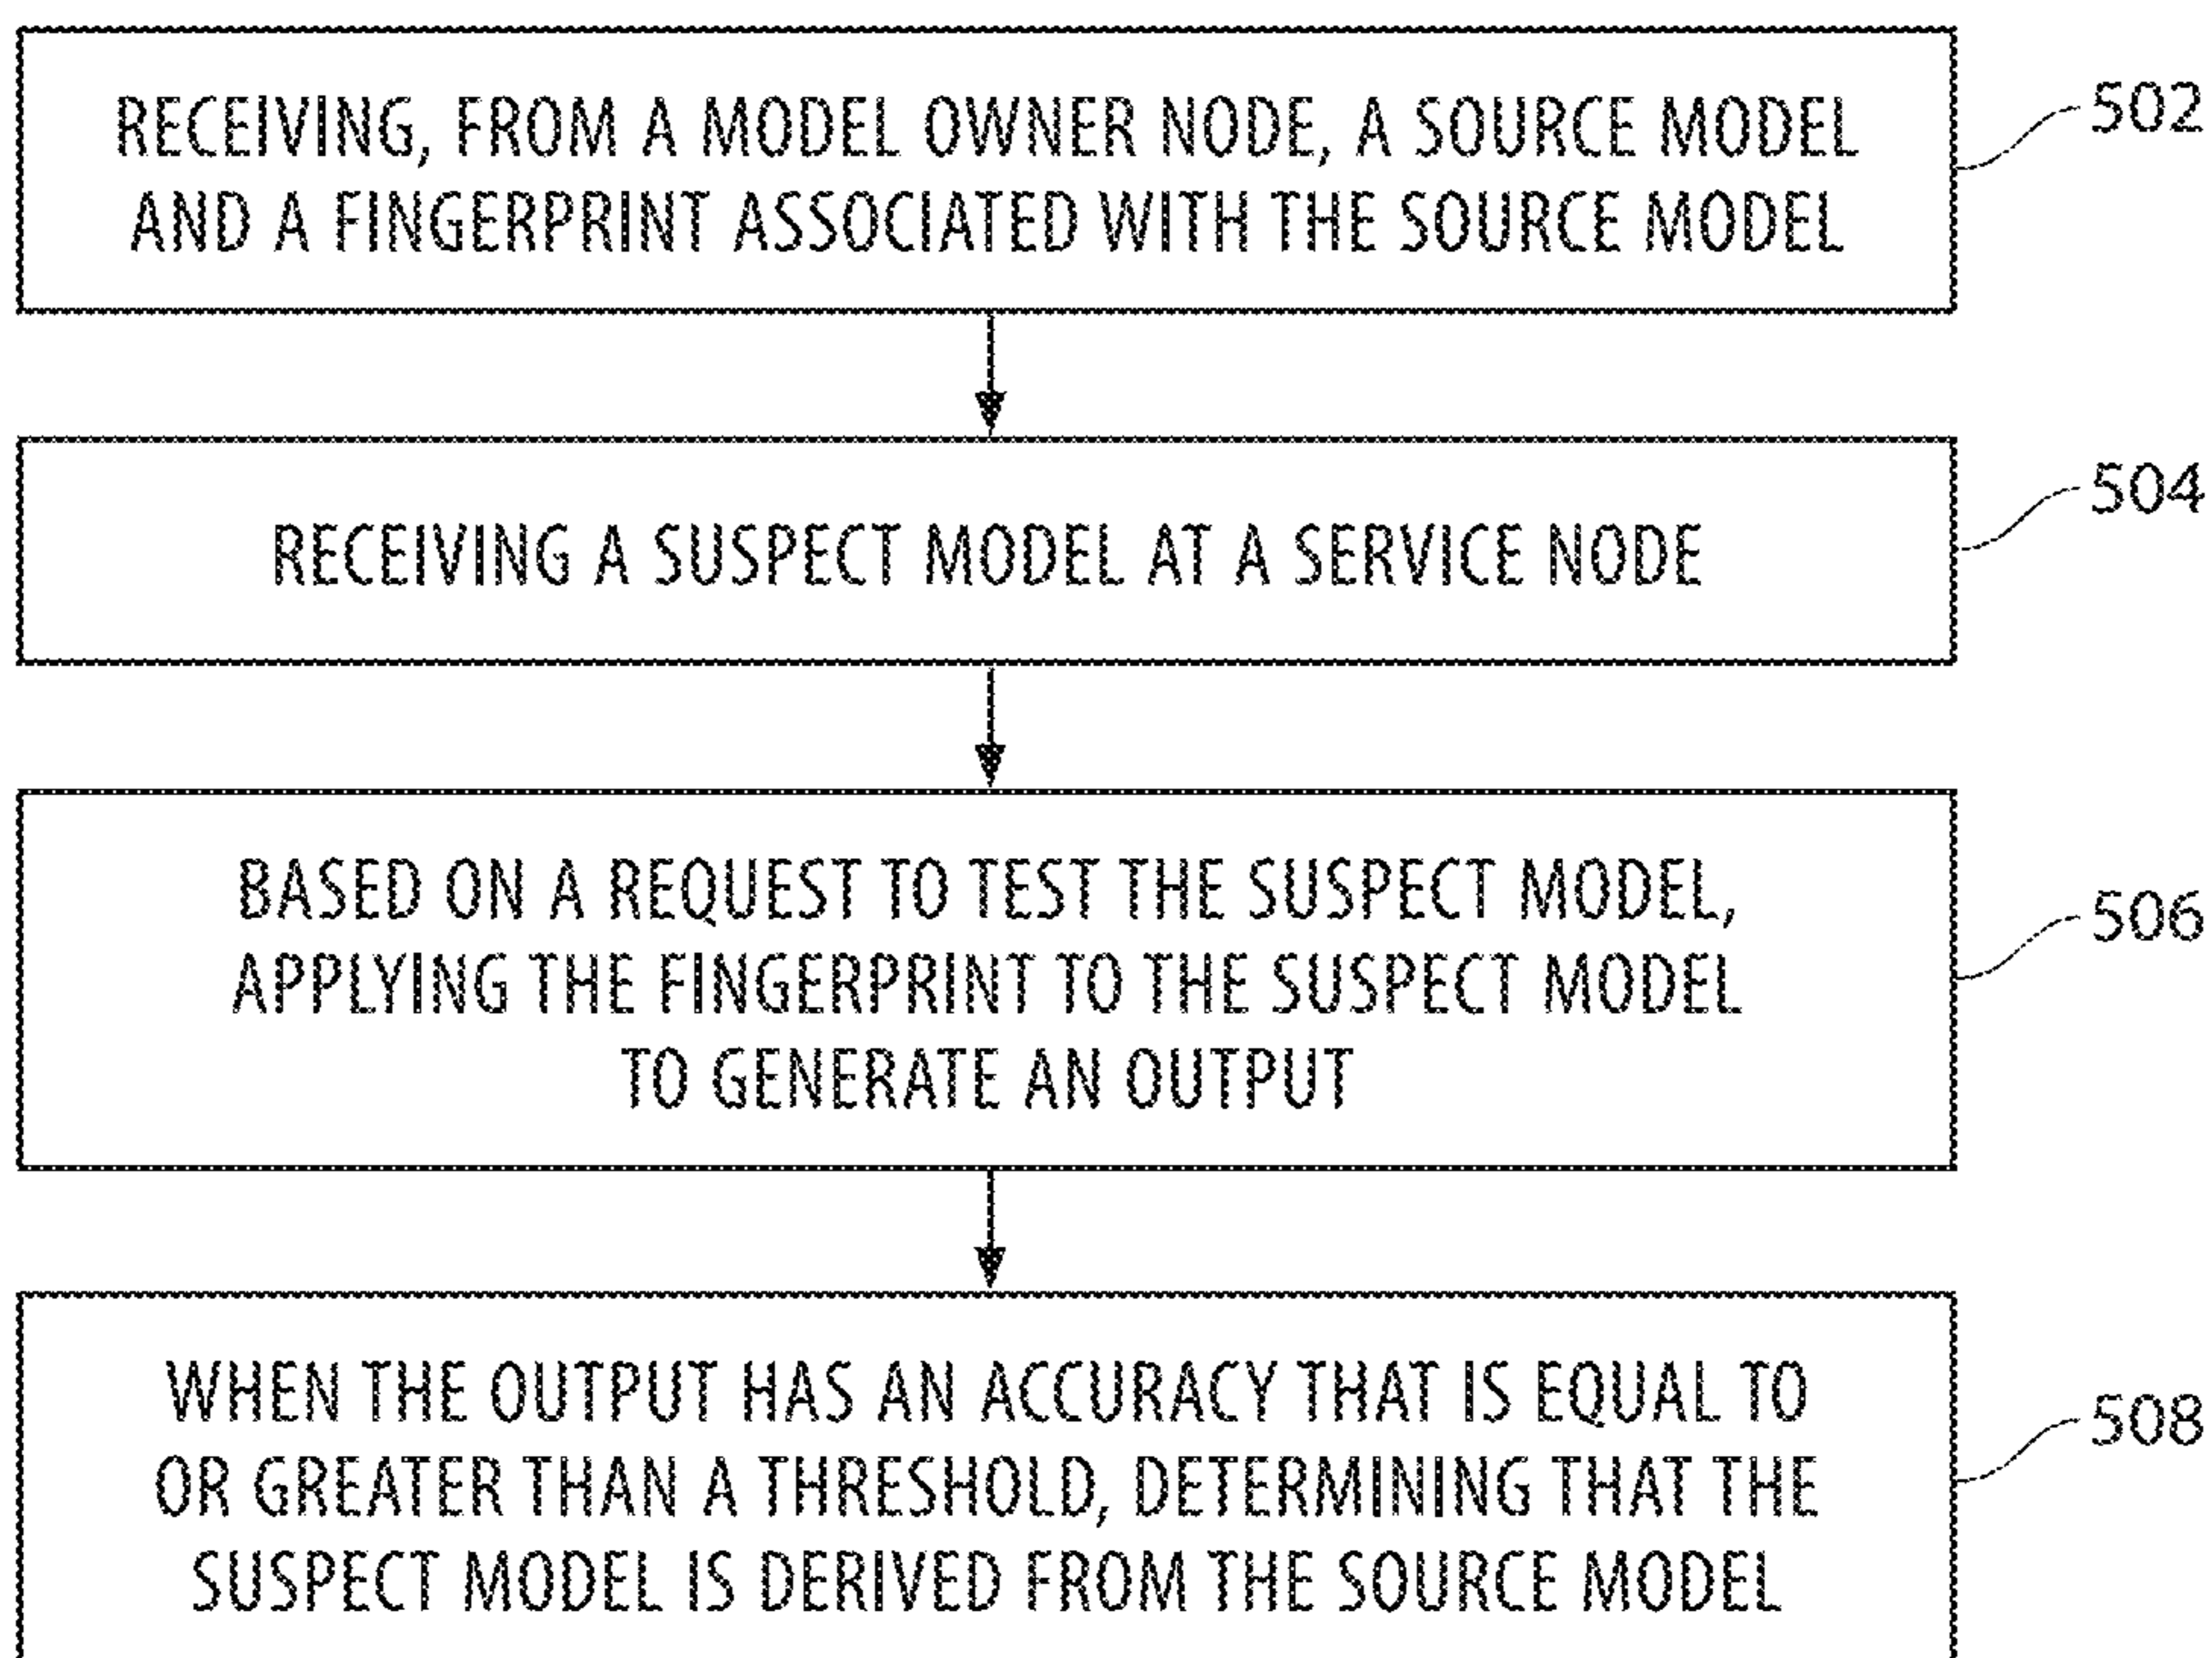 RECEIVING, FROM A MODEL OWNER NODE, A SOURCE MODEL
AND A FINGERPRINT ASSOCIATED WITH THE SOURCE MODEL
502
RECEIVING A SUSPECT MODEL AT A SERVICE NODE
504
BASED ON A REQUEST TO TEST THE SUSPECT MODEL,
APPLYING THE FINGERPRINT TO THE SUSPECT MODEL
TO GENERATE AN OUTPUT
506
WHEN THE OUTPUT HAS AN ACCURACY THAT IS EQUAL TO
OR GREATER THAN A THRESHOLD, DETERMINING THAT THE
SUSPECT MODEL IS DERIVED FROM THE SOURCE MODEL
508